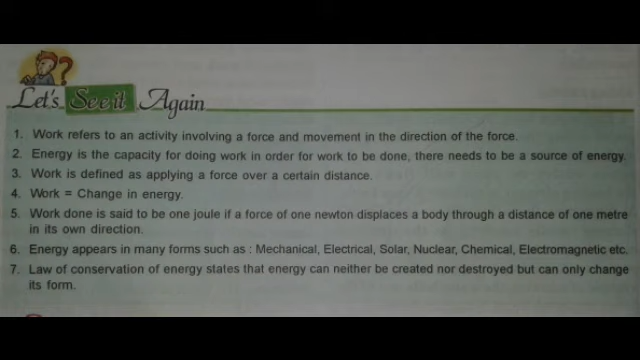 Let's See it Again
1. Work refers to an activity involving a force and movement in the direction of the force.
2. Energy is the capacity for doing work in order for work to be done, there needs to be a source of energy.
3. Work is defined as applying a force over a certain distance.
4. Work = Change in energy.
5. Work done is said to be one joule if a force of one newton displaces a body through a distance of one metre
in its own direction.
6. Energy appears in many forms such as : Mechanical, Electrical, Solar, Nuclear, Chemical, Electromagnetic etc.
7. Law of conservation of energy states that energy can neither be created nor destroyed but can only change
its form.